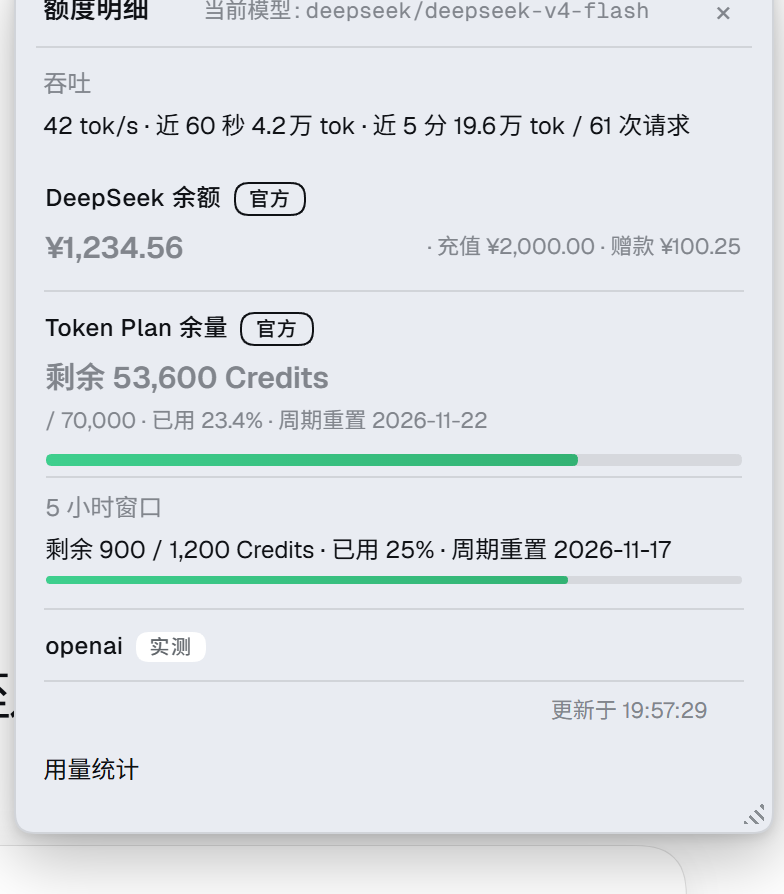 额度明细 当前模型:deepseek/deepseek-v4-flash ×
吞吐
42 tok/s · 近 60 秒 4.2万 tok · 近 5 分 19.6万 tok / 61 次请求
DeepSeek 余额 官方
¥1,234.56 · 充值 ¥2,000.00 · 赠款 ¥100.25
Token Plan 余量 官方
剩余 53,600 Credits
/ 70,000 · 已用 23.4% · 周期重置 2026-11-22
5 小时窗口
剩余 900 / 1,200 Credits · 已用 25% · 周期重置 2026-11-17
openai 实测
更新于 19:57:29
用量统计